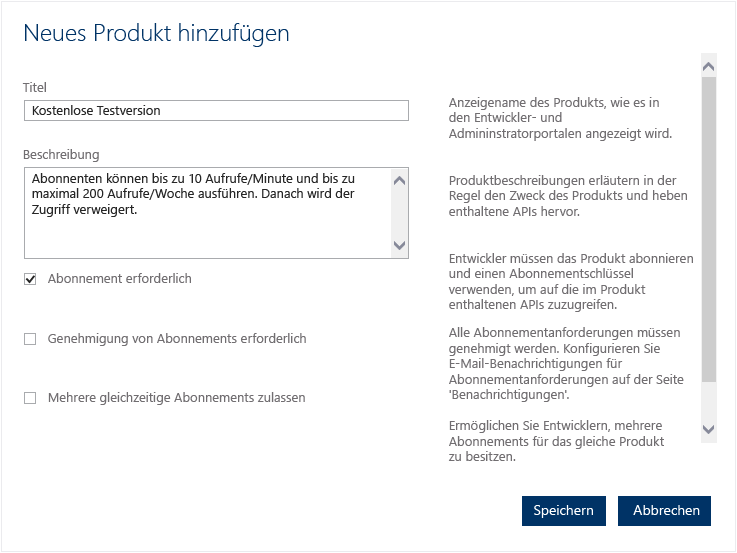 Neues Produkt hinzufügen
Titel
Kostenlose Testversion
Anzeigename des Produkts, wie es in
den Entwickler- und
Admininstratorportalen angezeigt wird.
Beschreibung
Abonnenten können bis zu 10 Aufrufe/Minute und bis zu
maximal 200 Aufrufe/Woche ausführen. Danach wird der
Zugriff verweigert.
Produktbeschreibungen erläutern in der
Regel den Zweck des Produkts und heben
enthaltene APIs hervor.
Abonnement erforderlich
Entwickler müssen das Produkt abonnieren
und einen Abonnementschlüssel
verwenden, um auf die im Produkt
enthaltenen APIs zuzugreifen.
Genehmigung von Abonnements erforderlich
Alle Abonnementanforderungen müssen
genehmigt werden. Konfigurieren Sie
E-Mail-Benachrichtigungen für
Abonnementanforderungen auf der Seite
'Benachrichtigungen'.
Mehrere gleichzeitige Abonnements zulassen
Ermöglichen Sie Entwicklern, mehrere
Abonnements für das gleiche Produkt
zu besitzen.
Speichern
Abbrechen